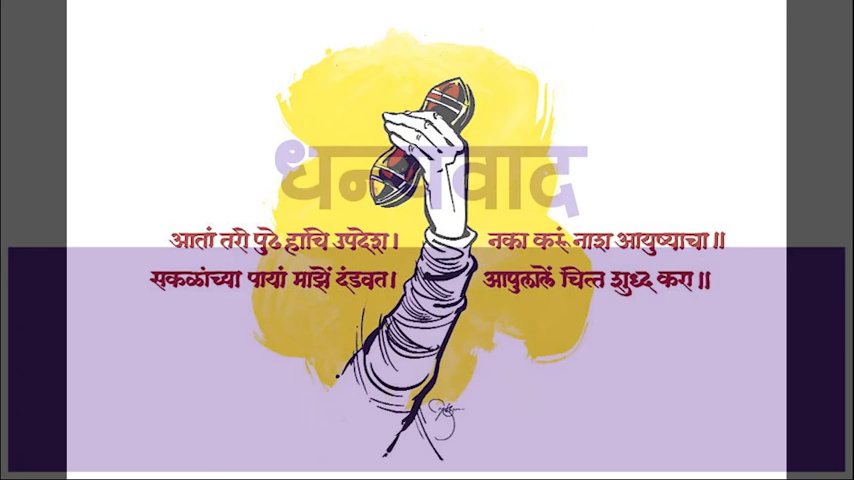 धन्यवाद
आतां तरी पुढे हाचि उपदेश। नका करूं नाश आयुष्याचा॥
सकळांच्या पायां माझें दंडवत। आपुलालें चित्त शुध्द करा॥